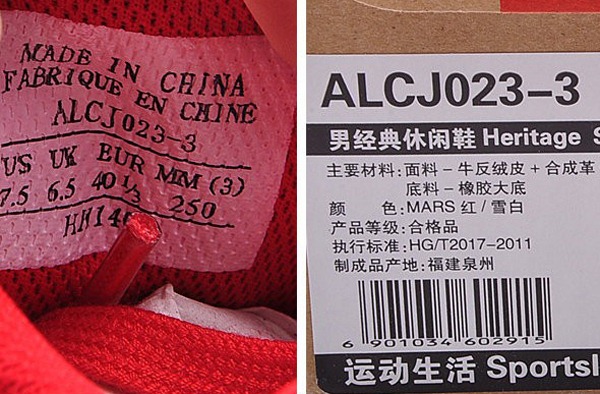 MADE IN CHINA
FABRIQUE EN CHINE
ALCJ023-3
US UK EUR MM (3)
7.5 6.5 40 1/3 250
ALCJ023-3
男经典休闲鞋 Heritage
主要材料:面料-牛反绒皮+合成革
底料-橡胶大底
颜 色:MARS 红/雪白
产品等级:合格品
执行标准:HG/T2017-2011
制成品产地:福建泉州
6 901034 602915
运动生活